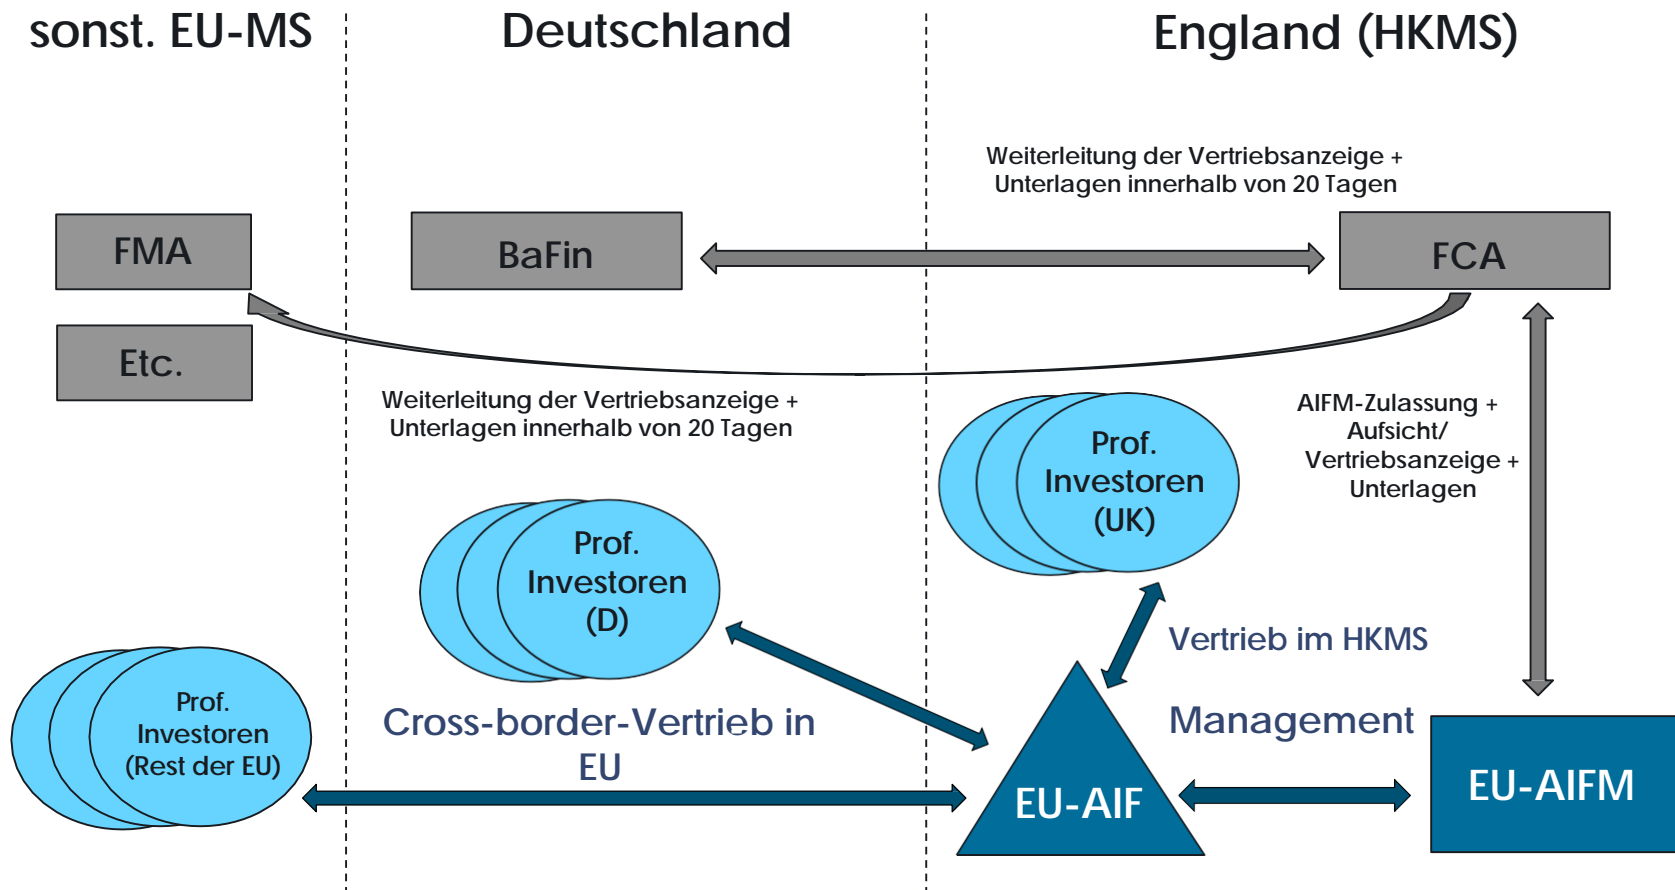 sonst. EU-MS
Deutschland
England (HKMS)
Weiterleitung der Vertriebsanzeige +
Unterlagen innerhalb von 20 Tagen
FMA
BaFin
FCA
Etc.
Weiterleitung der Vertriebsanzeige +
Unterlagen innerhalb von 20 Tagen
AIFM-Zulassung +
Aufsicht/
Vertriebsanzeige +
Unterlagen
Prof.
Investoren
(UK)
Prof.
Investoren
(D)
Vertrieb im HKMS
Prof.
Investoren
(Rest der EU)
Cross-border-Vertrieb in
EU
Management
EU-AIF
EU-AIFM